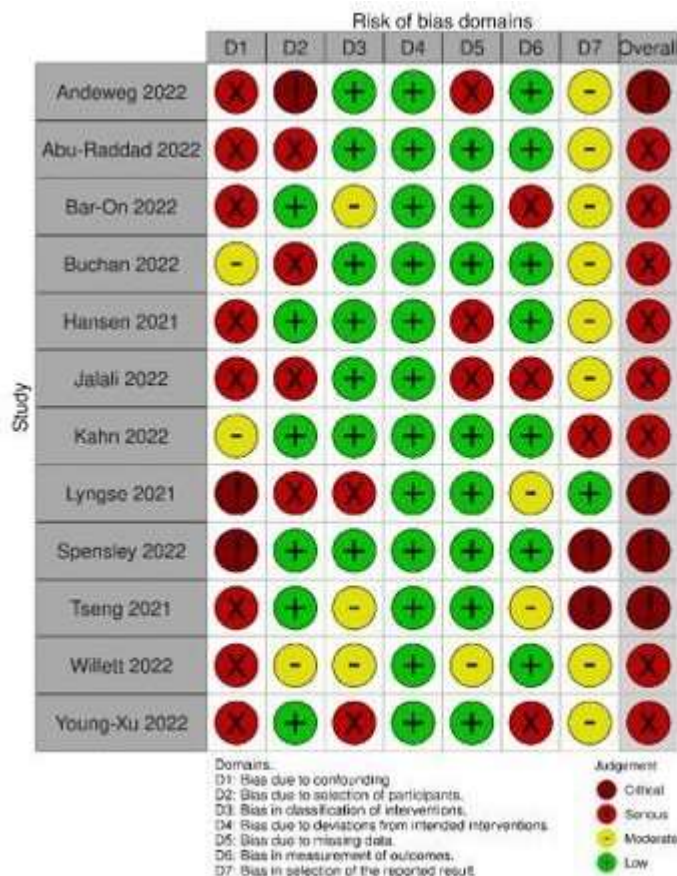 Risk of bias domains
D1 D2 D3 D4 D5 D6 D7 Overall
Study
Andeweg 2022 X ! + + X + - !
Abu-Raddad 2022 X X + + + + - X
Bar-On 2022 X + - + + X - X
Buchan 2022 - X + + + + - X
Hansen 2021 X + + + X + - X
Jalali 2022 X X + + X X - X
Kahn 2022 - + + + + + X X
Lyngse 2021 ! X X + + - + !
Spensley 2022 ! + + + + + ! !
Tseng 2021 X + - + + - ! !
Willett 2022 X - - + - + - X
Young-Xu 2022 X + X + + X - X
Domains:
D1: Bias due to confounding.
D2: Bias due to selection of participants.
D3: Bias in classification of interventions.
D4: Bias due to deviations from intended interventions.
D5: Bias due to missing data.
D6: Bias in measurement of outcomes.
D7: Bias in selection of the reported result.
Judgement
! Critical
X Serious
- Moderate
+ Low